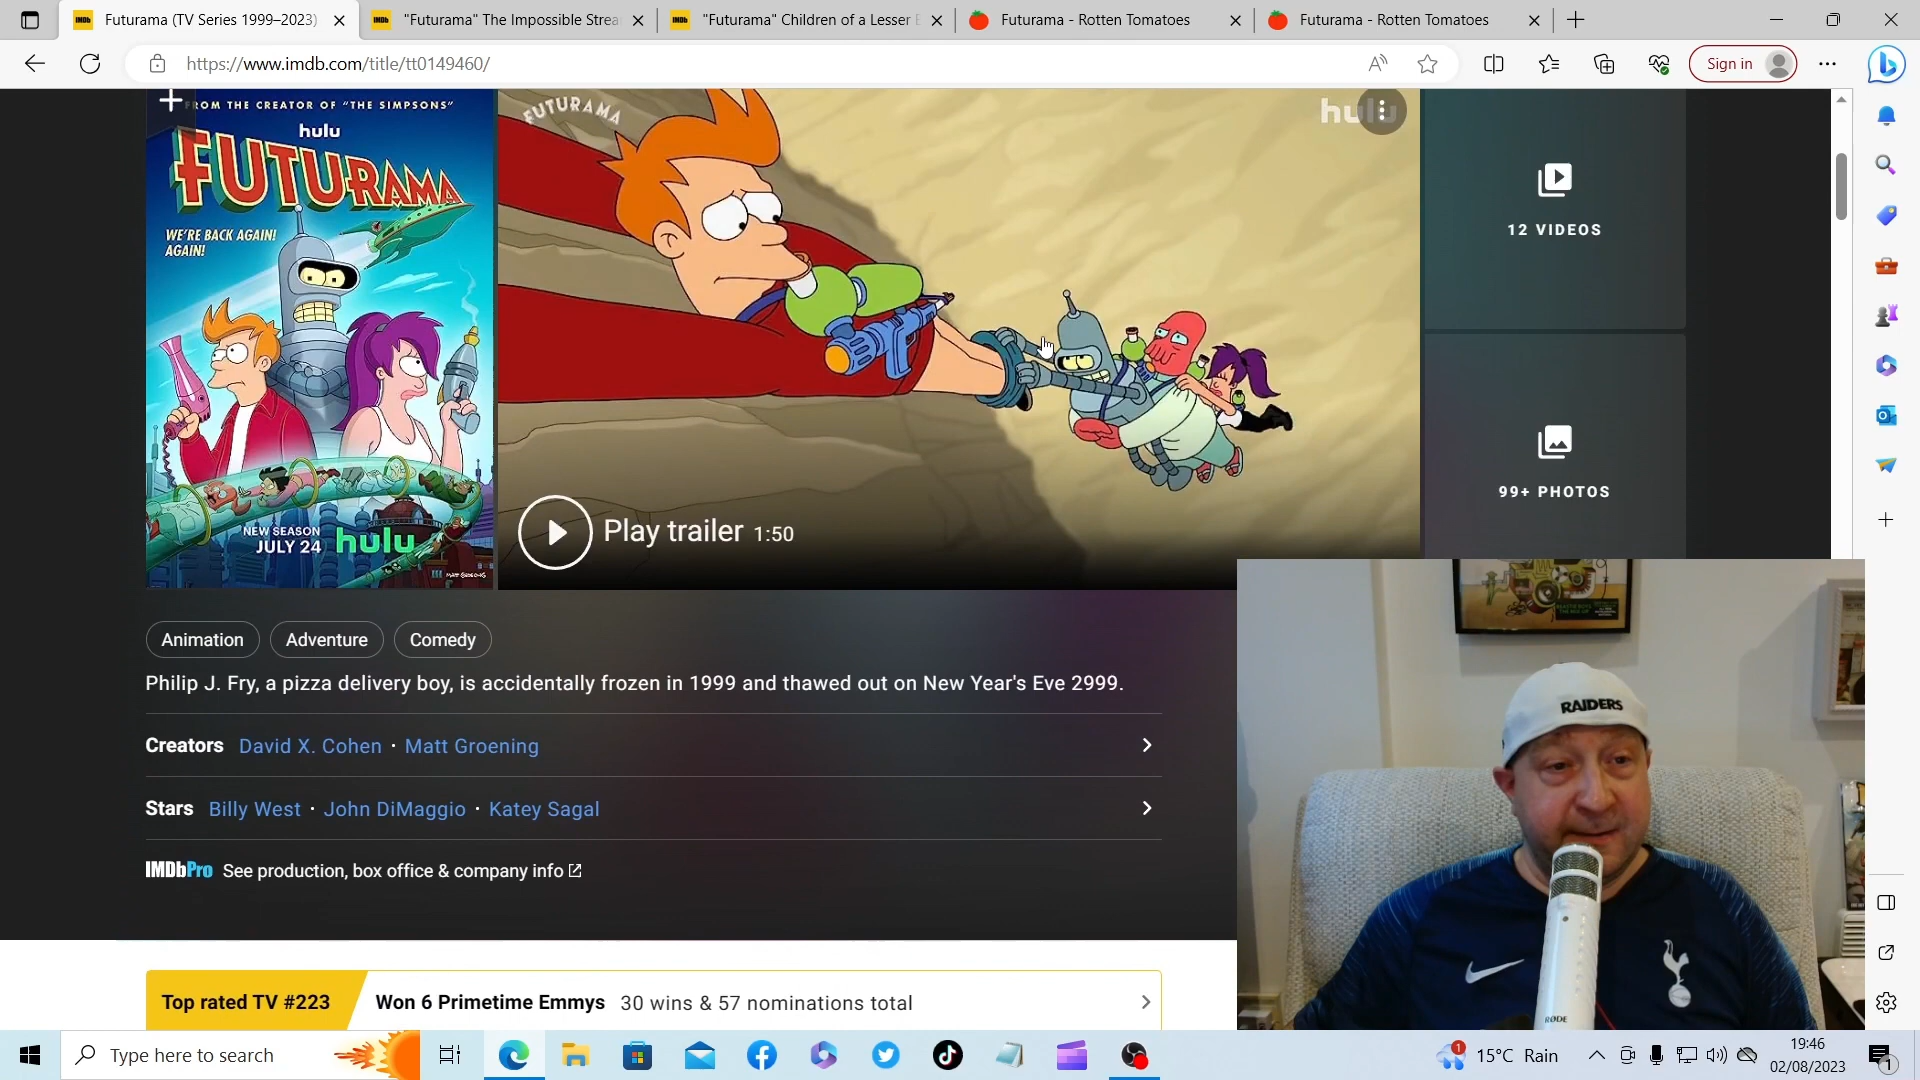 Futurama (TV Series 1999–2023)
"Futurama" The Impossible Strea
"Futurama" Children of a Lesser
Futurama - Rotten Tomatoes
Futurama - Rotten Tomatoes
https://www.imdb.com/title/tt0149460/
Sign in
FROM THE CREATOR OF "THE SIMPSONS"
hulu
FUTURAMA
WE'RE BACK AGAIN!
AGAIN!
NEW SEASON
JULY 24 hulu
FUTURAMA
hulu
Play trailer 1:50
12 VIDEOS
99+ PHOTOS
Animation
Adventure
Comedy
Philip J. Fry, a pizza delivery boy, is accidentally frozen in 1999 and thawed out on New Year's Eve 2999.
Creators David X. Cohen · Matt Groening
Stars Billy West · John DiMaggio · Katey Sagal
IMDbPro See production, box office & company info
RAIDERS
RØDE
Top rated TV #223
Won 6 Primetime Emmys 30 wins & 57 nominations total
Type here to search
1
15°C Rain
19:46
02/08/2023
1